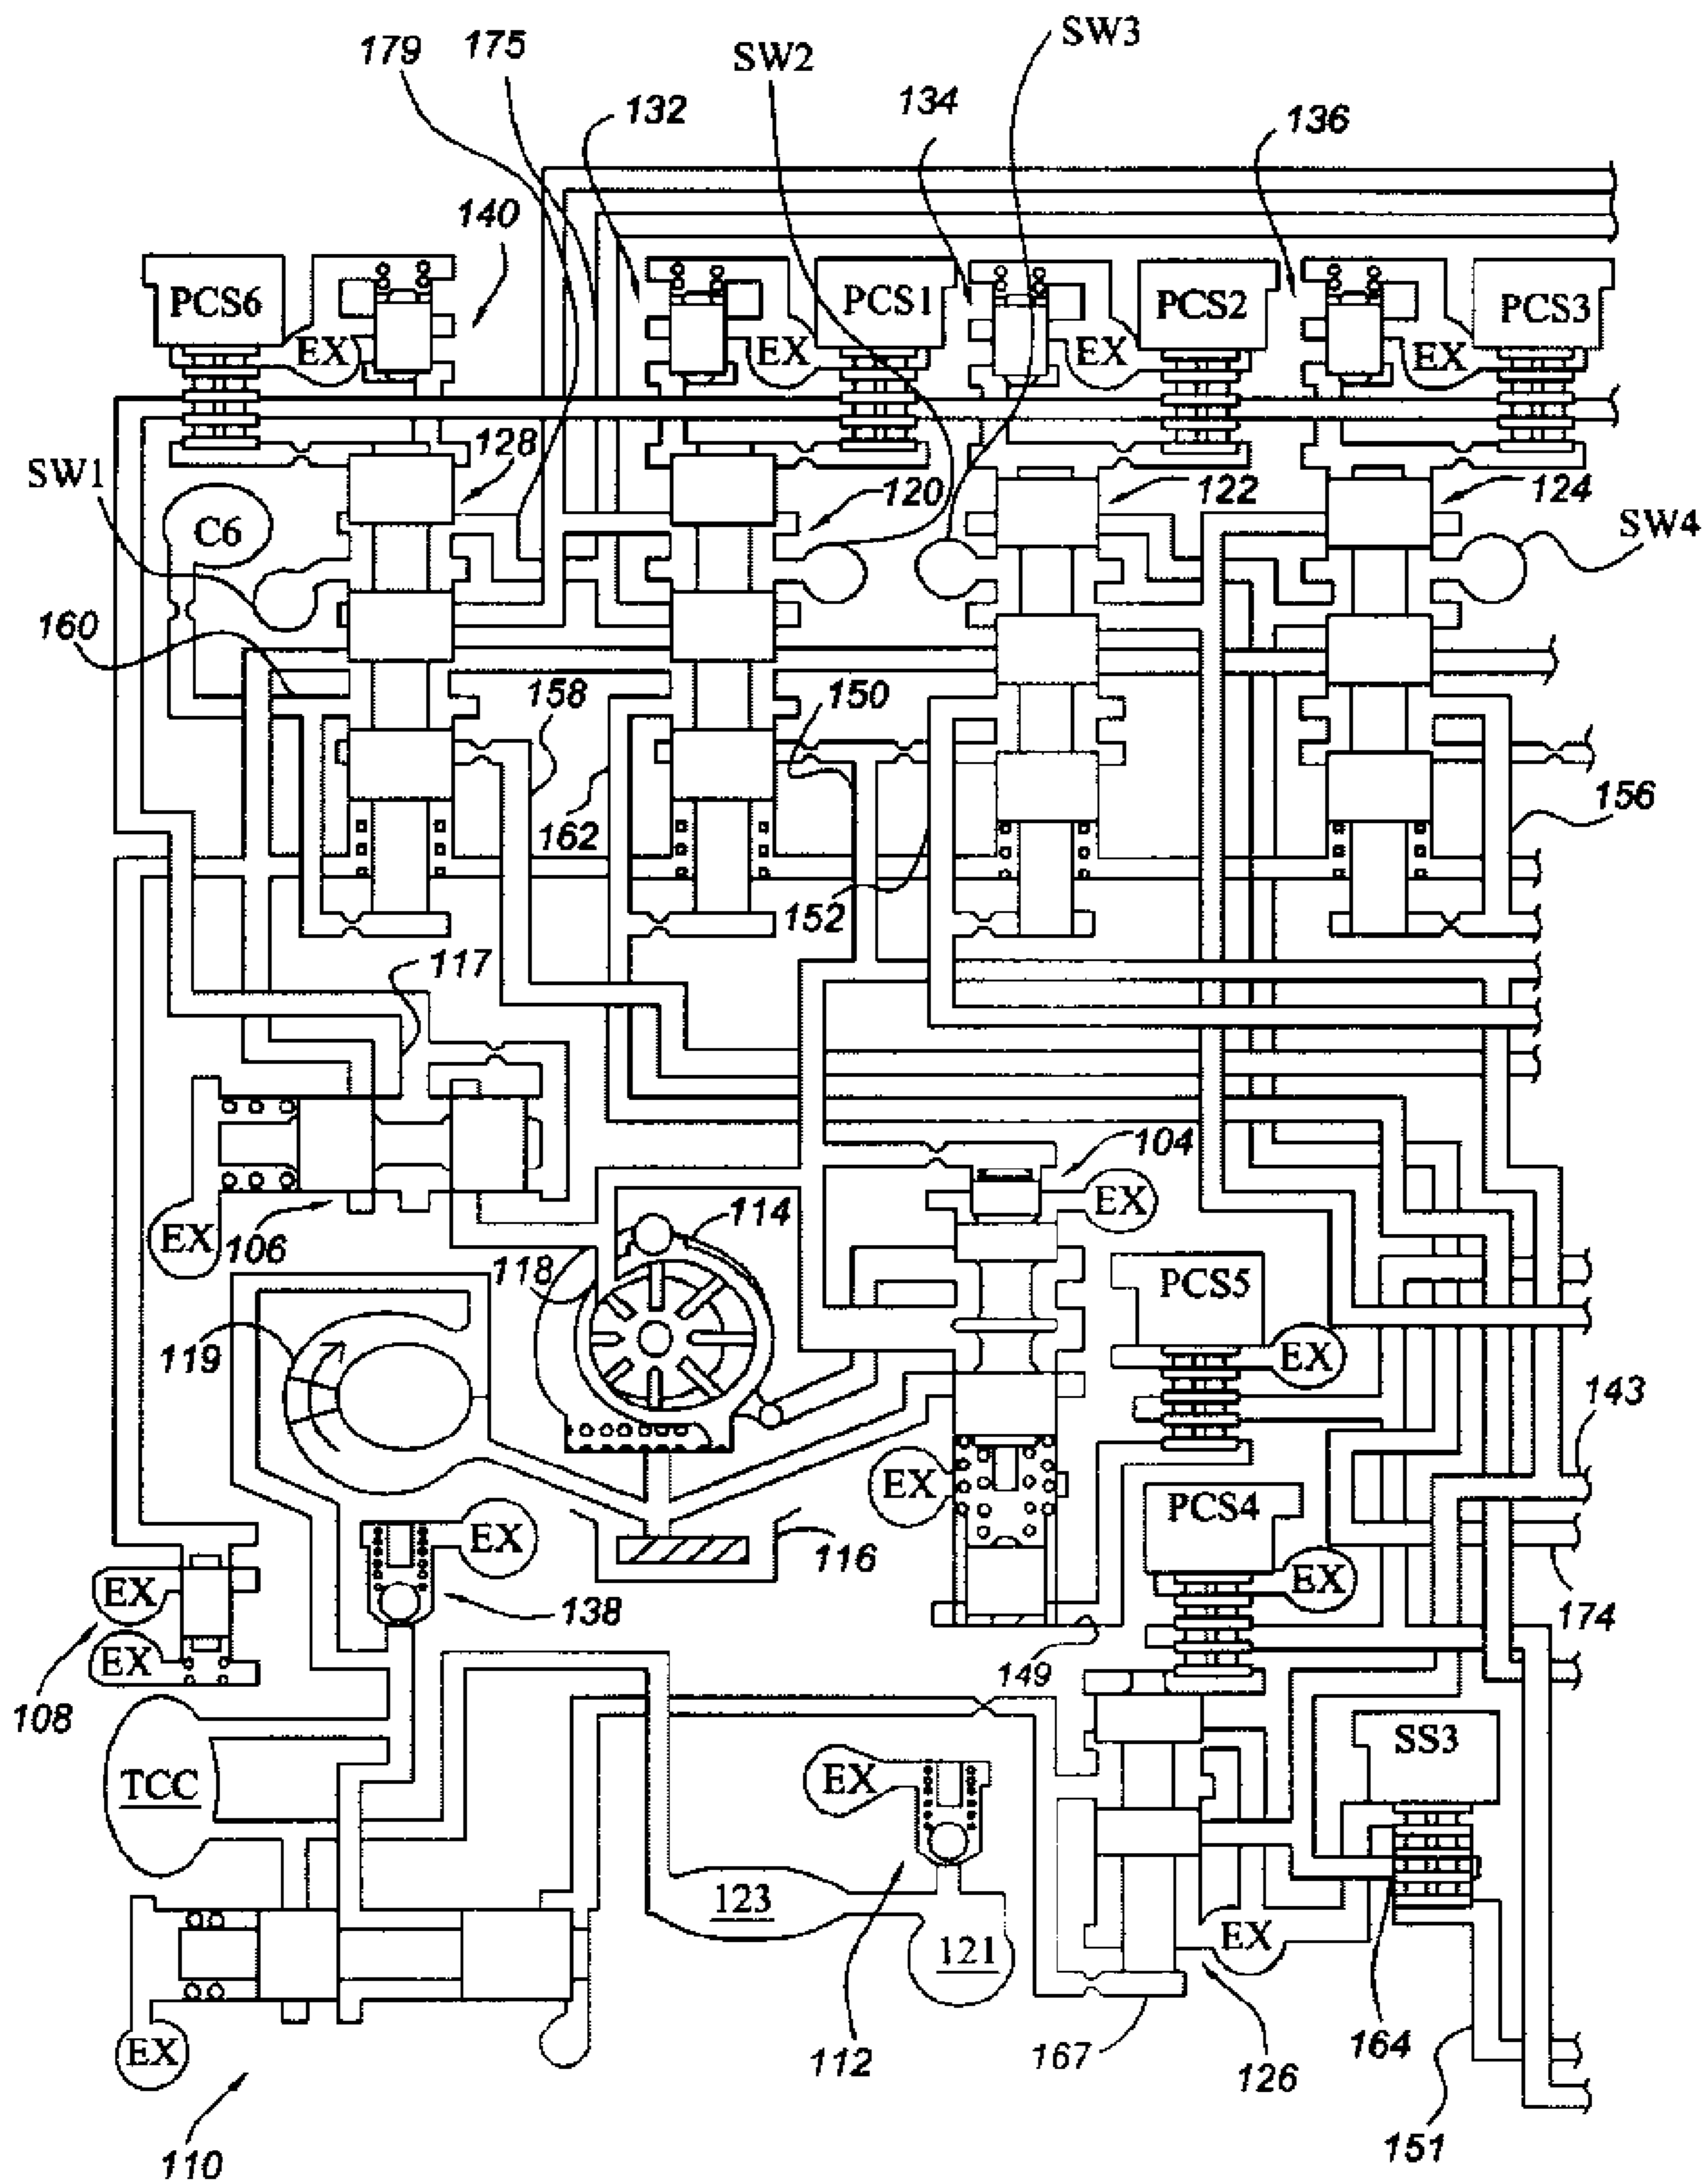 179
175
SW2
SW3
132
134
136
140
PCS6
PCS1
PCS2
PCS3
EX
EX
EX
EX
SW1
128
120
122
124
C6
SW4
160
158
150
156
162
152
117
104
EX
EX
106
118
114
PCS5
119
EX
143
EX
PCS4
EX
116
EX
EX
138
174
108
EX
149
SS3
TCC
EX
123
121
EX
164
EX
112
167
126
151
110